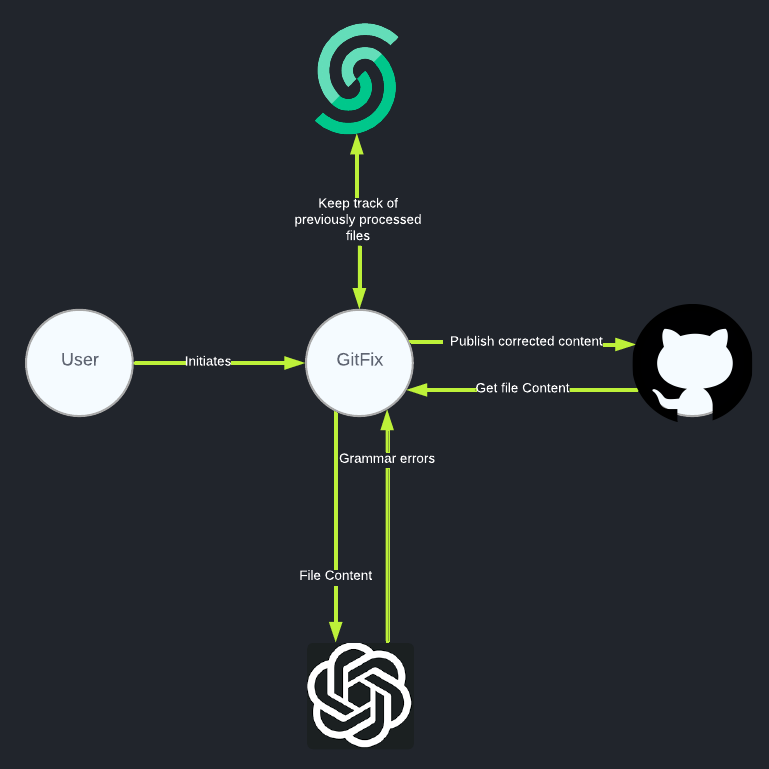 Keep track of
previously processed
files
User
Initiates
GitFix
Publish corrected content
Get file Content
Grammar errors
File Content